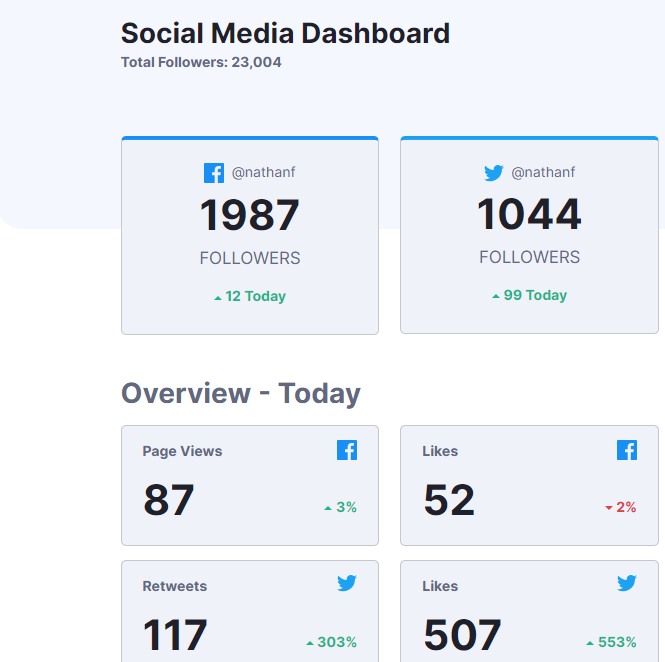 Social Media Dashboard
Total Followers: 23,004
@nathanf
1987
FOLLOWERS
12 Today
@nathanf
1044
FOLLOWERS
99 Today
Overview - Today
Page Views
87
3%
Likes
52
2%
Retweets
117
303%
Likes
507
553%